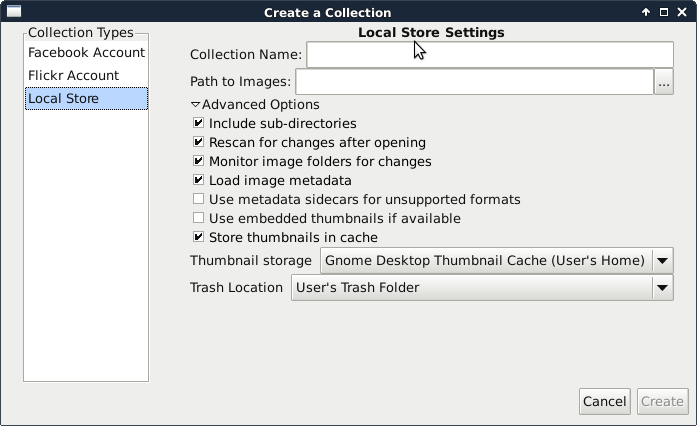 Create a Collection
Collection Types
Facebook Account
Flickr Account
Local Store
Local Store Settings
Collection Name:
Path to Images:
...
Advanced Options
Include sub-directories
Rescan for changes after opening
Monitor image folders for changes
Load image metadata
Use metadata sidecars for unsupported formats
Use embedded thumbnails if available
Store thumbnails in cache
Thumbnail storage Gnome Desktop Thumbnail Cache (User's Home)
Trash Location User's Trash Folder
Cancel Create